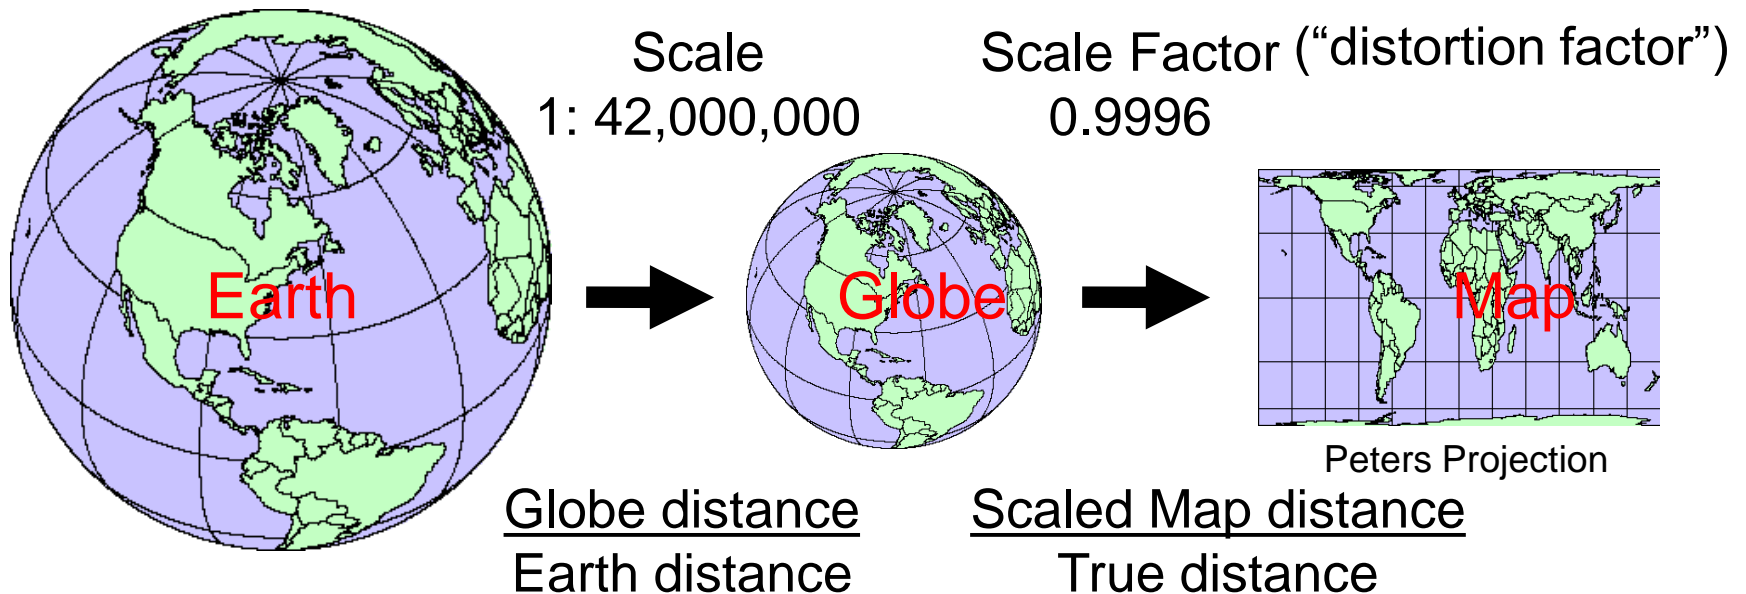 Scale
1: 42,000,000
Scale Factor (“distortion factor”)
0.9996
Earth
Globe
Map
Peters Projection
Globe distance
Earth distance
Scaled Map distance
True distance